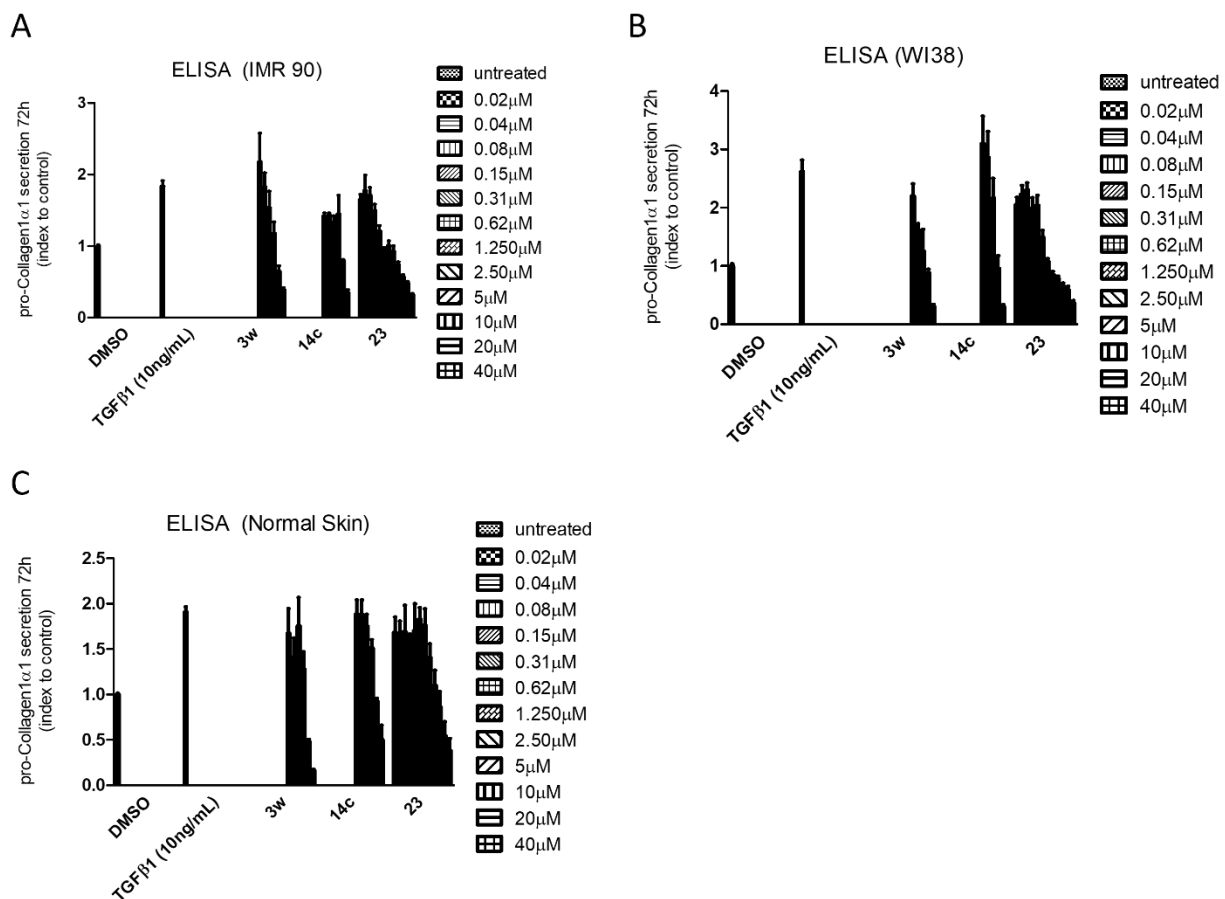 A
ELISA (IMR 90)
pro-Collagen1α1 secretion 72h
(index to control)
3
2
1
0
DMSO
TGFβ1 (10ng/mL)
3w
14c
23
untreated
0.02μM
0.04μM
0.08μM
0.15μM
0.31μM
0.62μM
1.250μM
2.50μM
5μM
10μM
20μM
40μM
B
ELISA (WI38)
pro-Collagen1α1 secretion 72h
(index to control)
4
3
2
1
0
DMSO
TGFβ1 (10ng/mL)
3w
14c
23
untreated
0.02μM
0.04μM
0.08μM
0.15μM
0.31μM
0.62μM
1.250μM
2.50μM
5μM
10μM
20μM
40μM
C
ELISA (Normal Skin)
pro-Collagen1α1 secretion 72h
(index to control)
2.5
2.0
1.5
1.0
0.5
0.0
DMSO
TGFβ1 (10ng/mL)
3w
14c
23
untreated
0.02μM
0.04μM
0.08μM
0.15μM
0.31μM
0.62μM
1.250μM
2.50μM
5μM
10μM
20μM
40μM